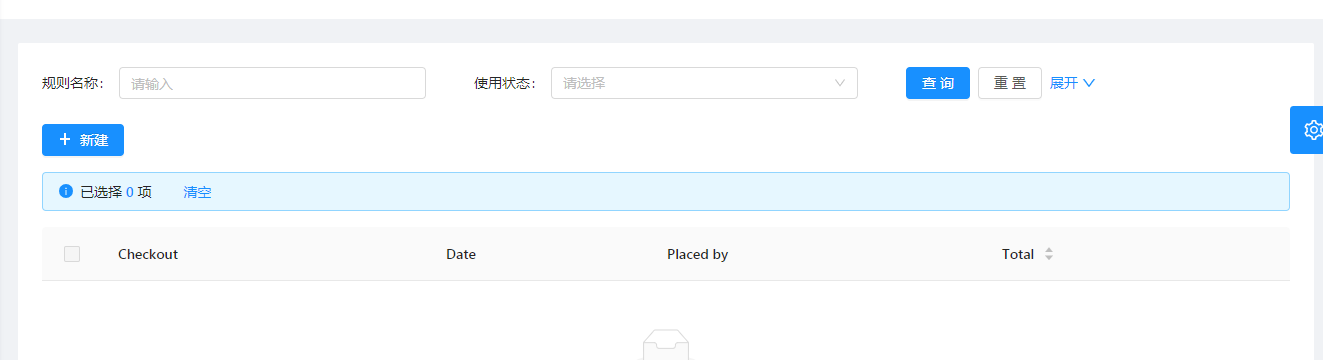 规则名称： 请输入 使用状态： 请选择 查 询 重 置 展开
新建
已选择 0 项 清空
Checkout Date Placed by Total